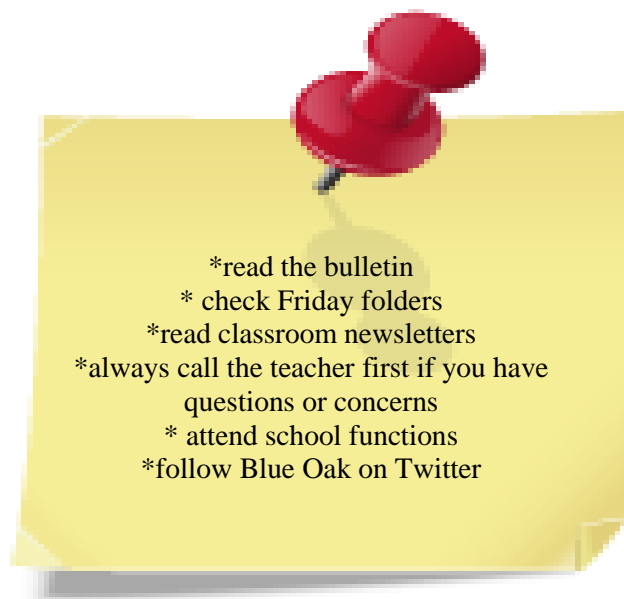 *read the bulletin
* check Friday folders
*read classroom newsletters
*always call the teacher first if you have
questions or concerns
* attend school functions
*follow Blue Oak on Twitter